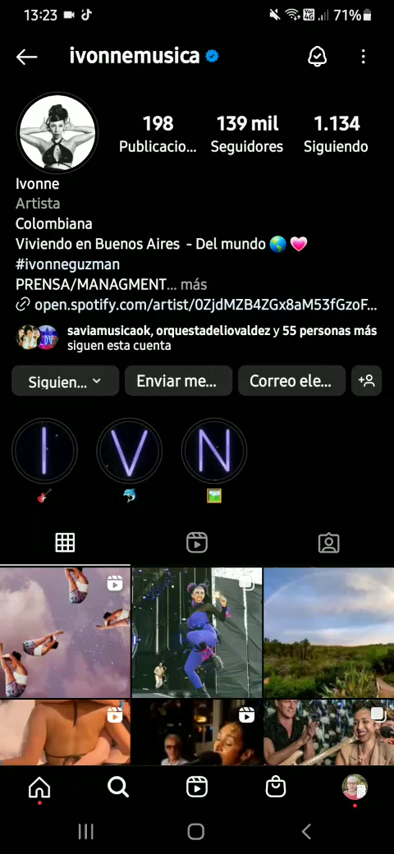 13:23 71%
ivonnemusica
198 139 mil 1.134
Publicacio... Seguidores Siguiendo
Ivonne
Artista
Colombiana
Viviendo en Buenos Aires - Del mundo 🌎 💗
#ivonneguzman
PRENSA/MANAGMENT... más
open.spotify.com/artist/0ZjdMZB4ZGx8aM53fGzoF...
saviamusicaok, orquestadeliovaldez y 55 personas más
siguen esta cuenta
Siguien... Enviar me... Correo ele...
I V N